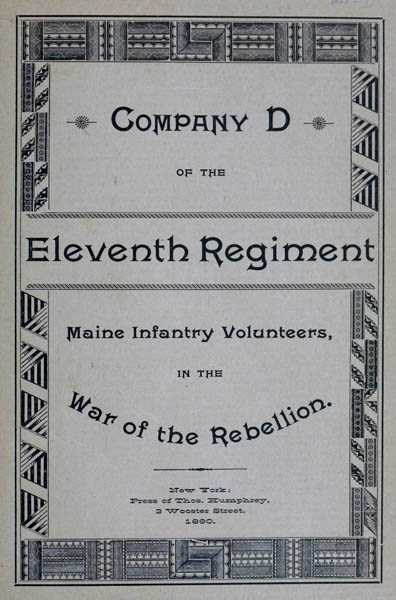 Company D
OF THE
Eleventh Regiment
Maine Infantry Volunteers,
IN THE
War of the Rebellion.
New York:
Press of Thos. Humphrey,
3 Wooster Street.
1890.